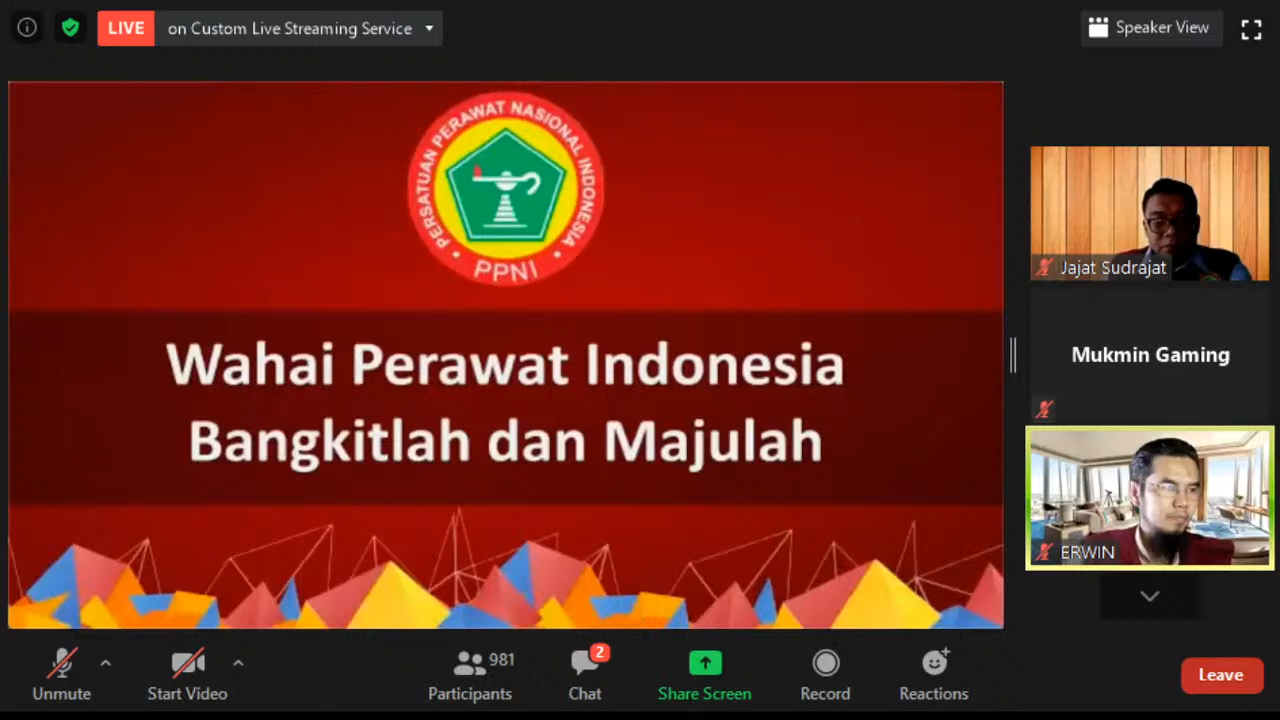 LIVE
on Custom Live Streaming Service
Speaker View
PERSATUAN PERAWAT NASIONAL INDONESIA
PPNI
Wahai Perawat Indonesia
Bangkitlah dan Majulah
Jajat Sudrajat
Mukmin Gaming
ERWIN
Unmute
Start Video
981
Participants
2
Chat
Share Screen
Record
Reactions
Leave